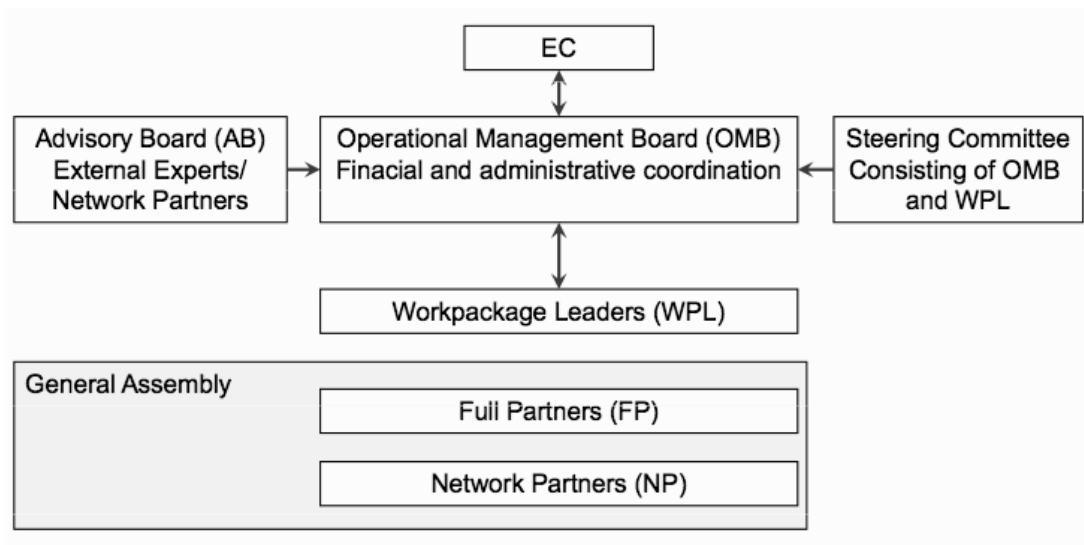 EC
Advisory Board (AB)
External Experts/
Network Partners
Operational Management Board (OMB)
Finacial and administrative coordination
Steering Committee
Consisting of OMB
and WPL
Workpackage Leaders (WPL)
General Assembly
Full Partners (FP)
Network Partners (NP)